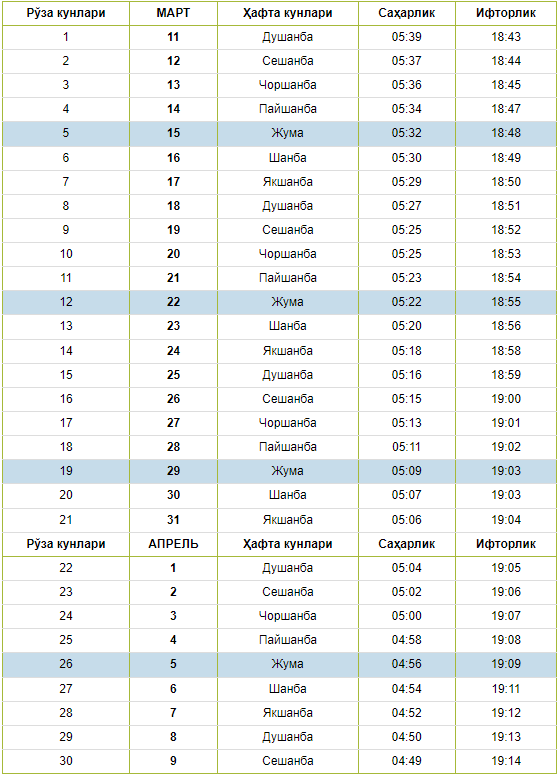 Рўза кунлари МАРТ Ҳафта кунлари Саҳарлик Ифторлик
1 11 Душанба 05:39 18:43
2 12 Сешанба 05:37 18:44
3 13 Чоршанба 05:36 18:45
4 14 Пайшанба 05:34 18:47
5 15 Жума 05:32 18:48
6 16 Шанба 05:30 18:49
7 17 Якшанба 05:29 18:50
8 18 Душанба 05:27 18:51
9 19 Сешанба 05:25 18:52
10 20 Чоршанба 05:25 18:53
11 21 Пайшанба 05:23 18:54
12 22 Жума 05:22 18:55
13 23 Шанба 05:20 18:56
14 24 Якшанба 05:18 18:58
15 25 Душанба 05:16 18:59
16 26 Сешанба 05:15 19:00
17 27 Чоршанба 05:13 19:01
18 28 Пайшанба 05:11 19:02
19 29 Жума 05:09 19:03
20 30 Шанба 05:07 19:03
21 31 Якшанба 05:06 19:04
Рўза кунлари АПРЕЛЬ Ҳафта кунлари Саҳарлик Ифторлик
22 1 Душанба 05:04 19:05
23 2 Сешанба 05:02 19:06
24 3 Чоршанба 05:00 19:07
25 4 Пайшанба 04:58 19:08
26 5 Жума 04:56 19:09
27 6 Шанба 04:54 19:11
28 7 Якшанба 04:52 19:12
29 8 Душанба 04:50 19:13
30 9 Сешанба 04:49 19:14